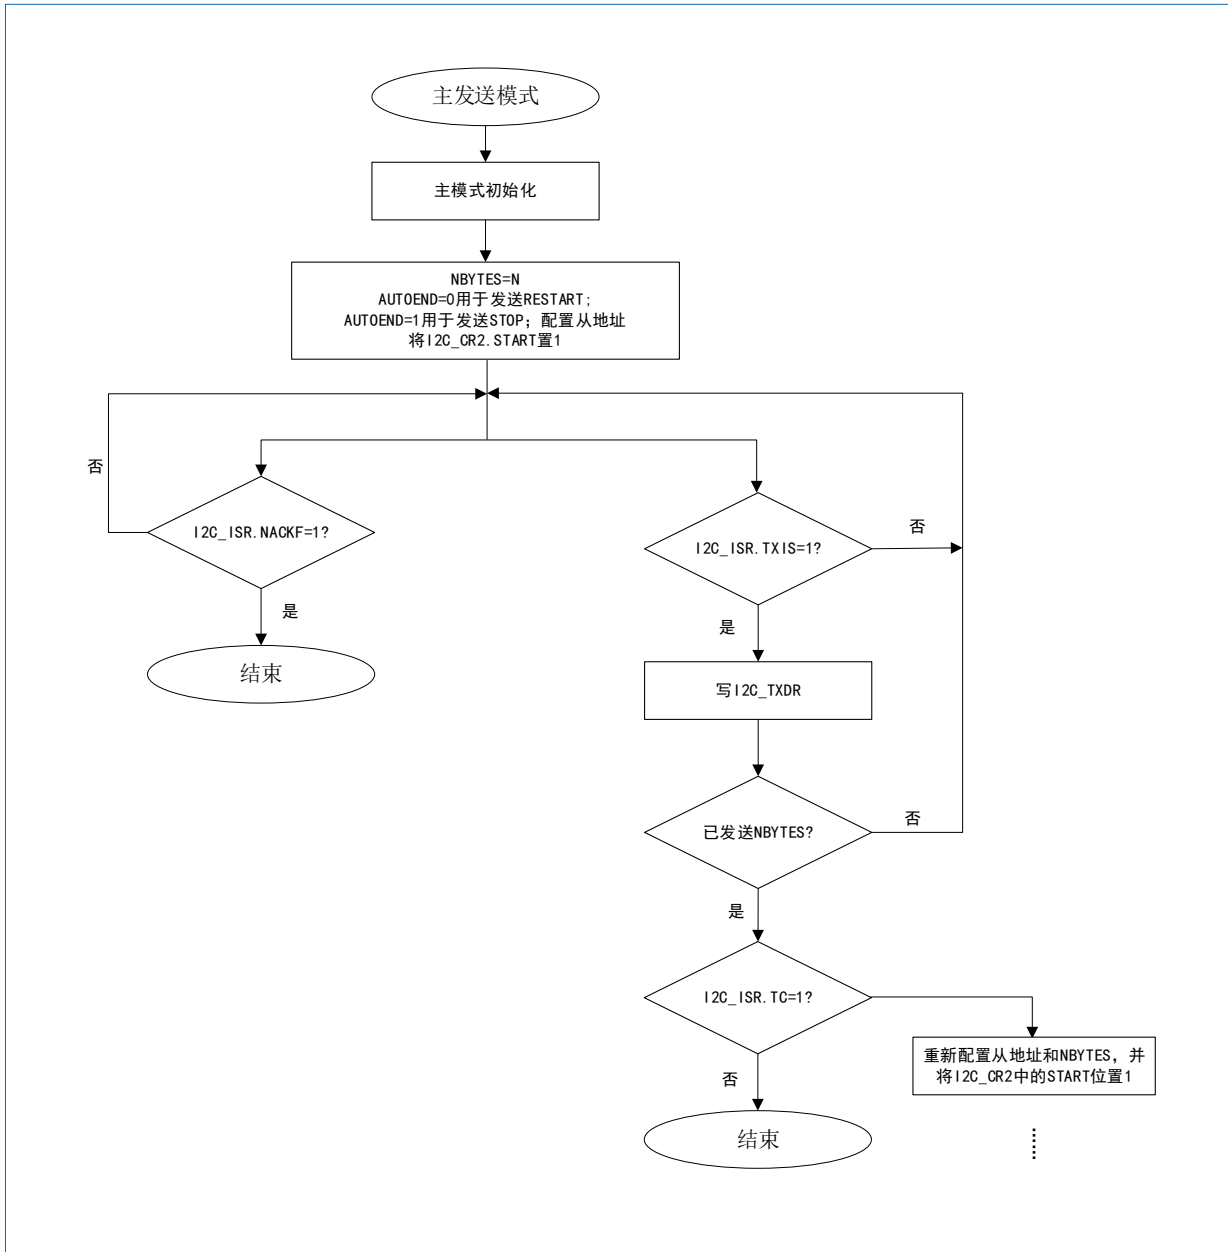 主发送模式
主模式初始化
NBYTES=N
AUTOEND=0用于发送RESTART;
AUTOEND=1用于发送STOP；配置从地址
将I2C_CR2.START置1
否
I2C_ISR.NACKF=1?
是
结束
I2C_ISR.TXIS=1?
否
是
写I2C_TXDR
已发送NBYTES?
否
是
I2C_ISR.TC=1?
重新配置从地址和NBYTES，并
将I2C_CR2中的START位置1
否
结束